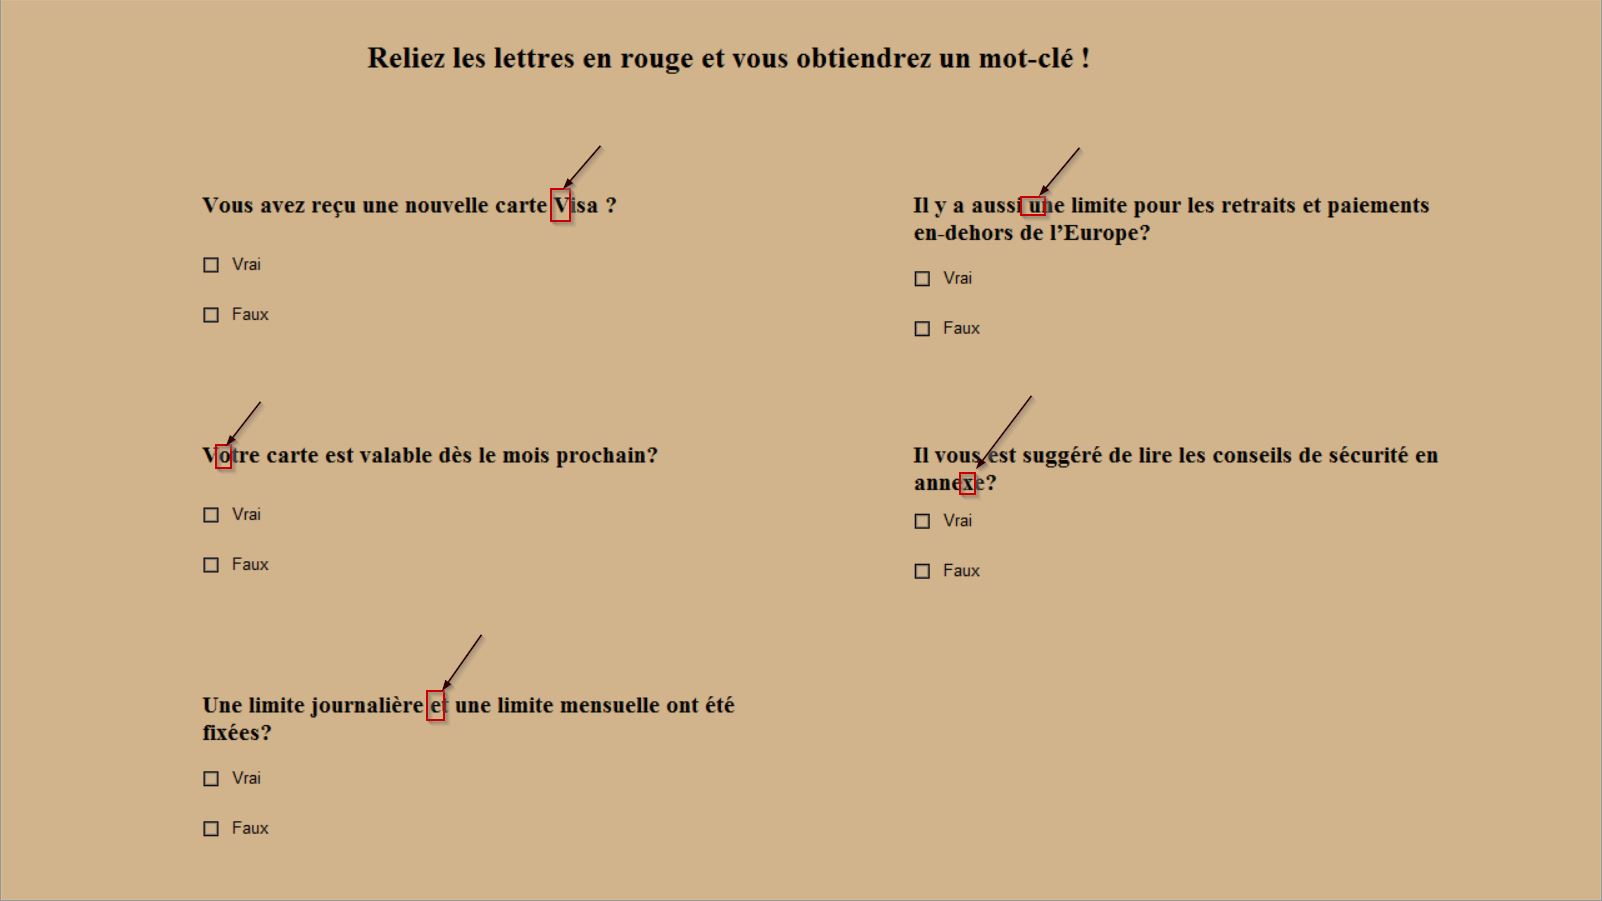 Reliez les lettres en rouge et vous obtiendrez un mot-clé !
Vous avez reçu une nouvelle carte Visa ?
Vrai
Faux
Votre carte est valable dès le mois prochain?
Vrai
Faux
Une limite journalière et une limite mensuelle ont été
fixées?
Vrai
Faux
Il y a aussi une limite pour les retraits et paiements
en-dehors de l’Europe?
Vrai
Faux
Il vous est suggéré de lire les conseils de sécurité en
annexe?
Vrai
Faux